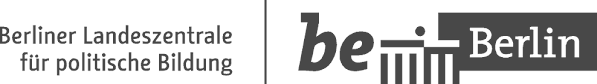 Berliner Landeszentrale
für politische Bildung
be Berlin